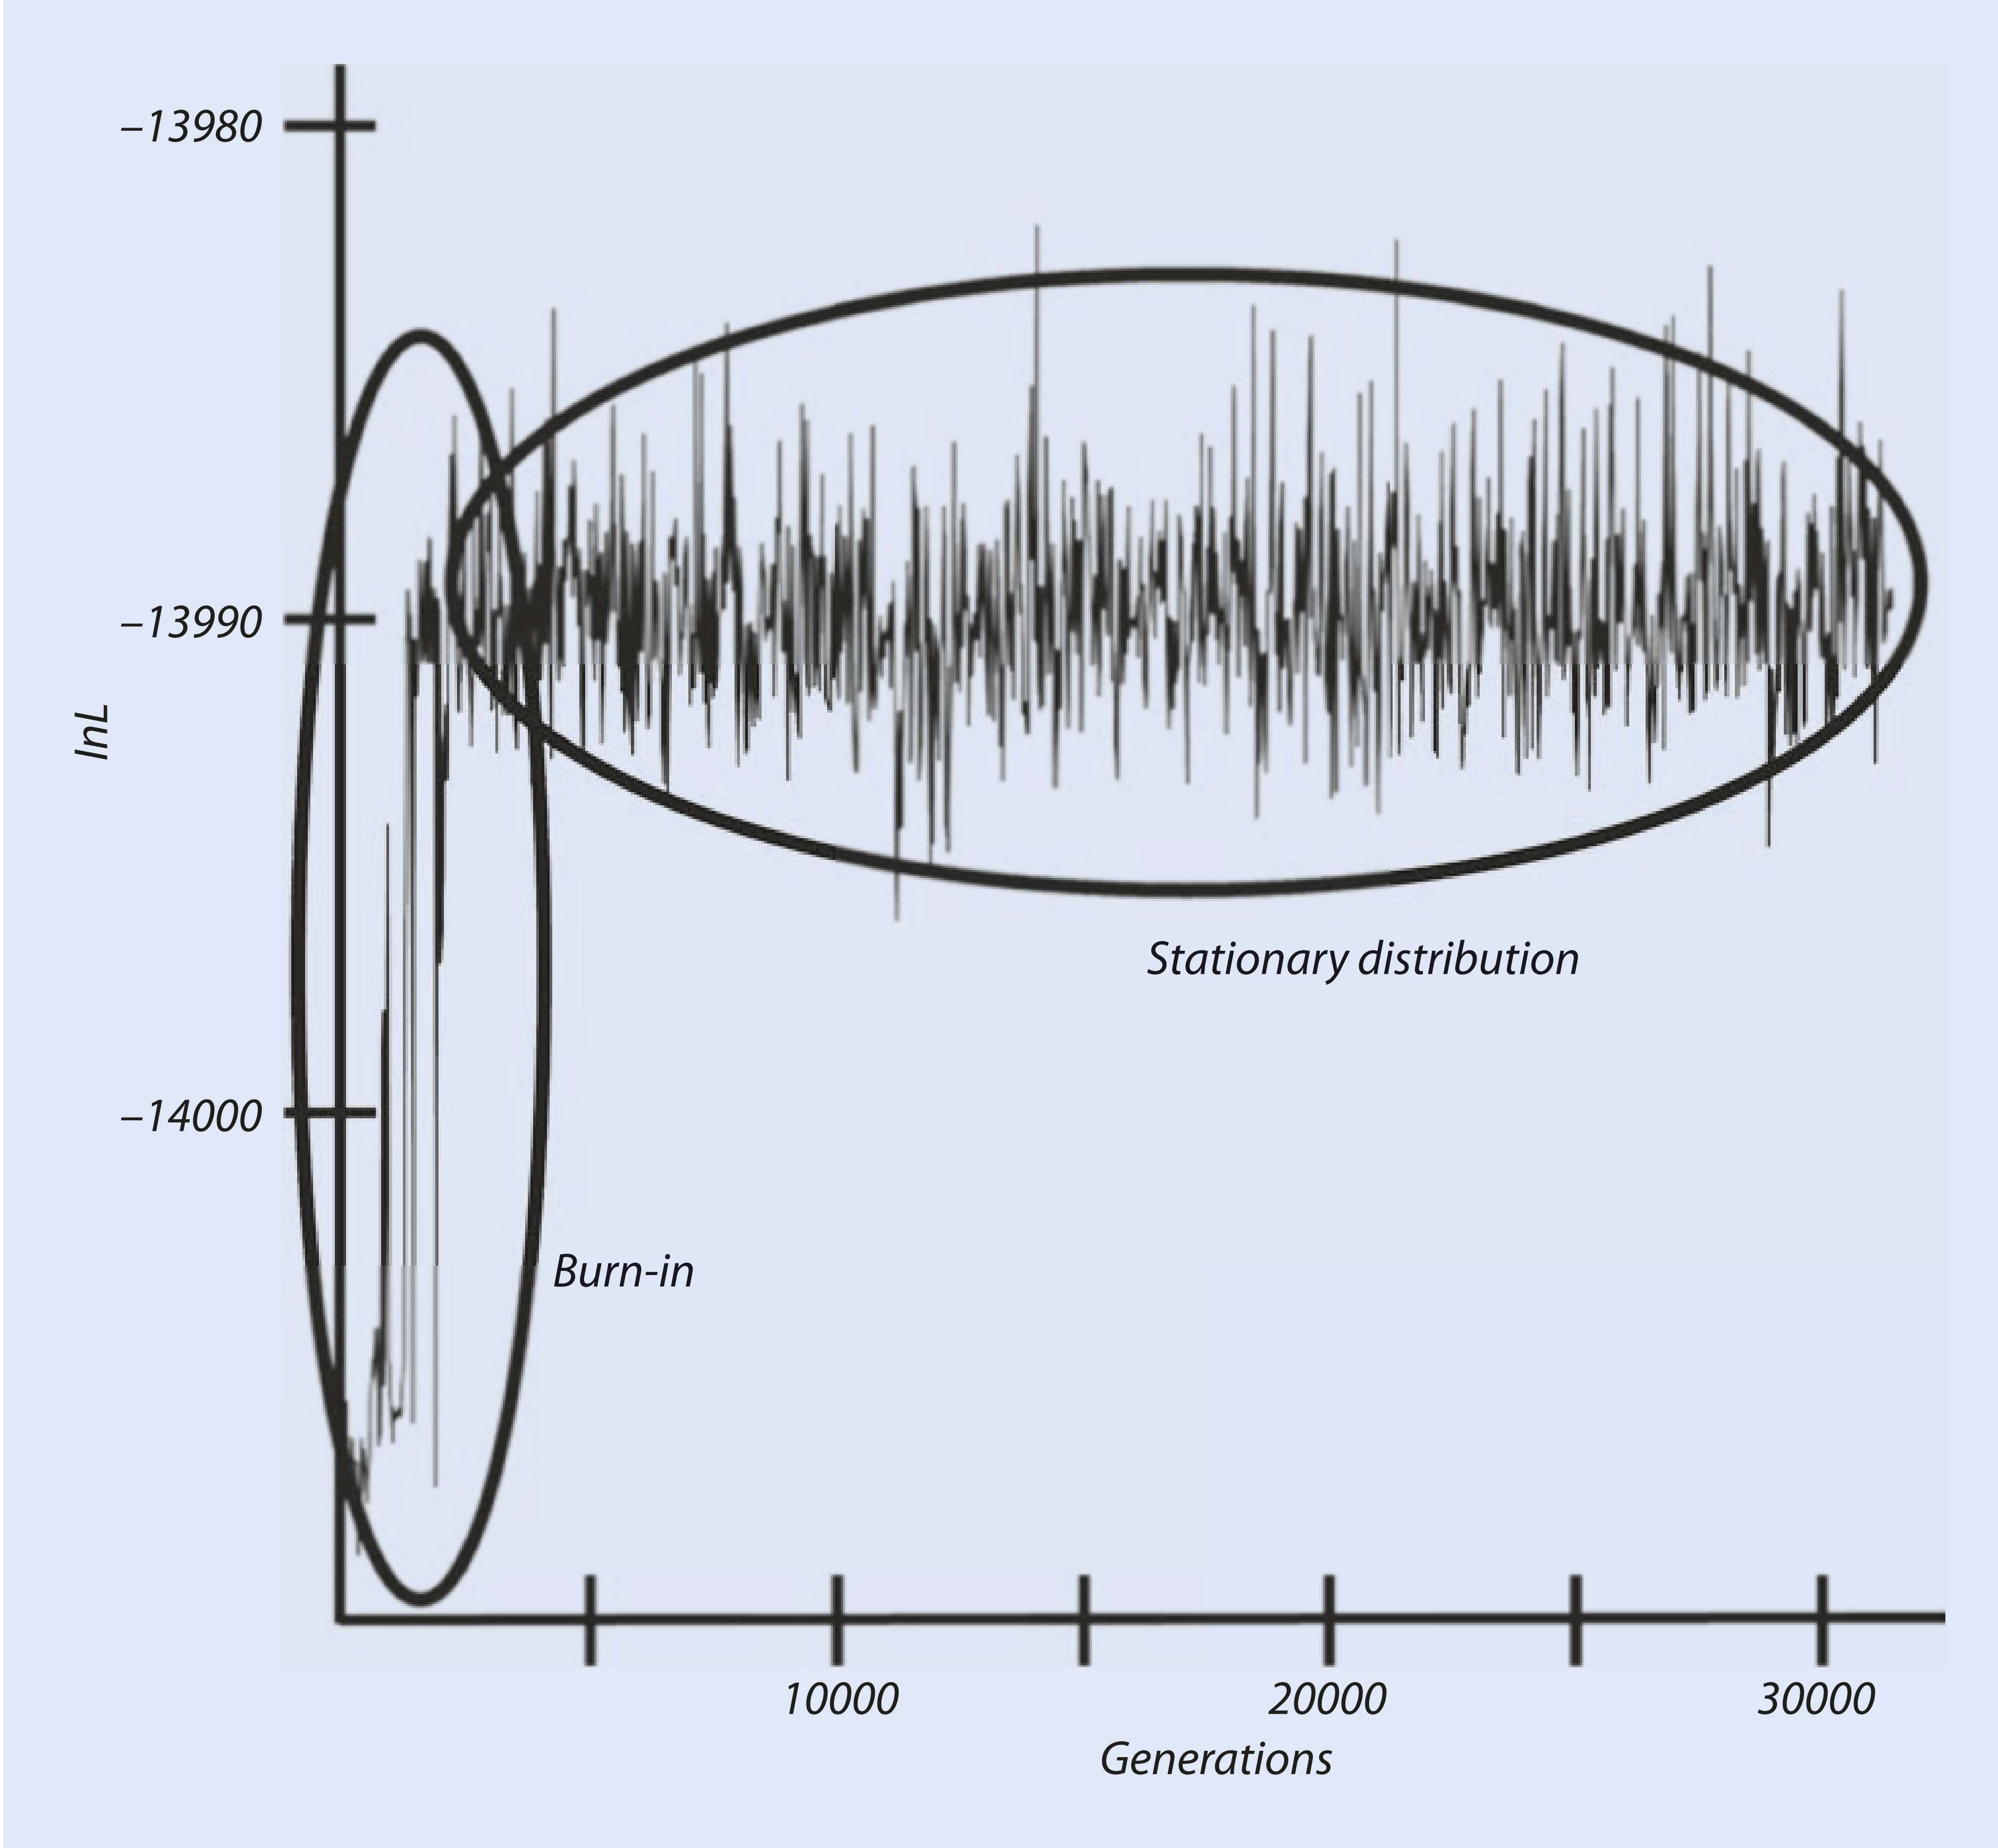 –13980
–13990
lnL
–14000
Stationary distribution
Burn-in
10000
20000
30000
Generations